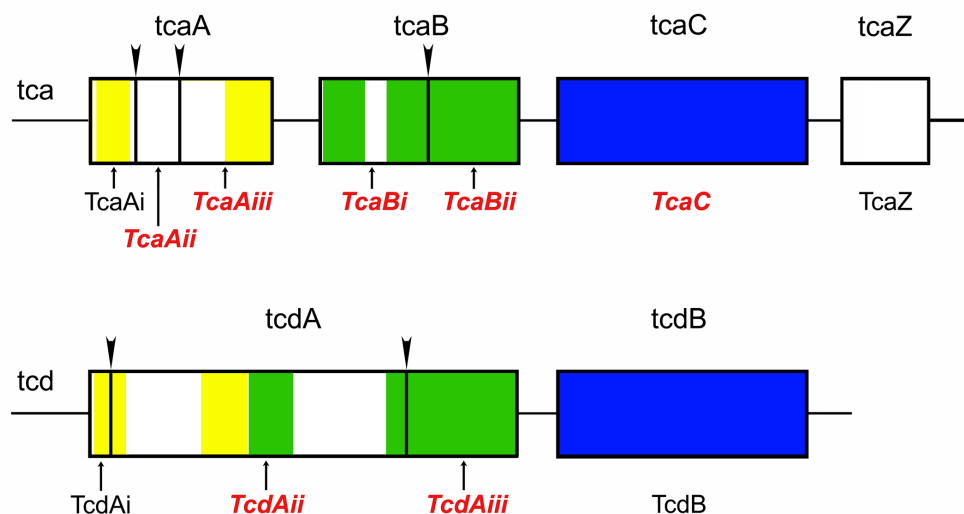 tcaA tcaB tcaC tcaZ
tca
TcaAi TcaAiii TcaBi TcaBii TcaC TcaZ
TcaAii
tcdA tcdB
tcd
TcdAi TcdAii TcdAiii TcdB